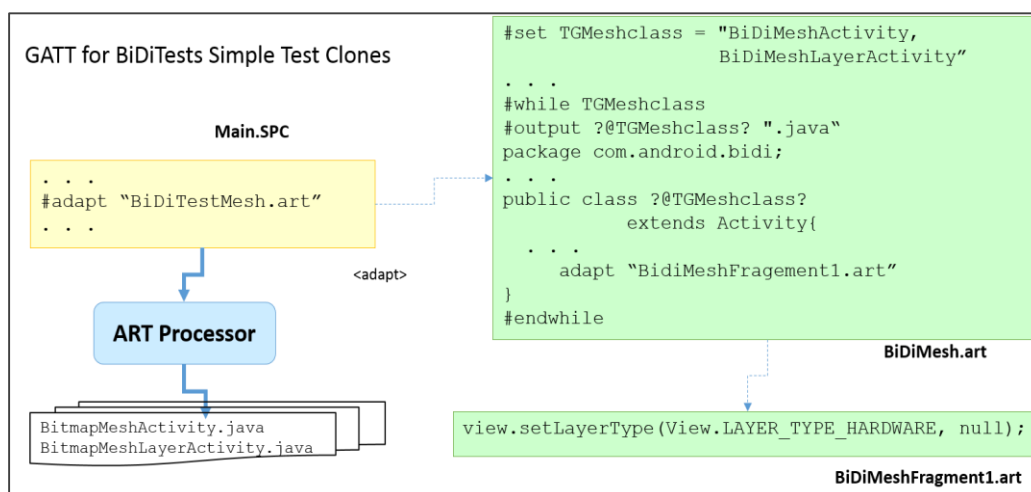 GATT for BiDiTests Simple Test Clones
Main.SPC
. . .
#adapt “BiDiTestMesh.art”
. . .
<adapt>
ART Processor
BitmapMeshActivity.java
BitmapMeshLayerActivity.java
#set TGMeshclass = "BiDiMeshActivity,
BiDiMeshLayerActivity”
. . .
#while TGMeshclass
#output ?@TGMeshclass? ".java“
package com.android.bidi;
. . .
public class ?@TGMeshclass?
extends Activity{
. . .
adapt “BidiMeshFragement1.art”
}
#endwhile
BiDiMesh.art
view.setLayerType(View.LAYER_TYPE_HARDWARE, null);
BiDiMeshFragment1.art